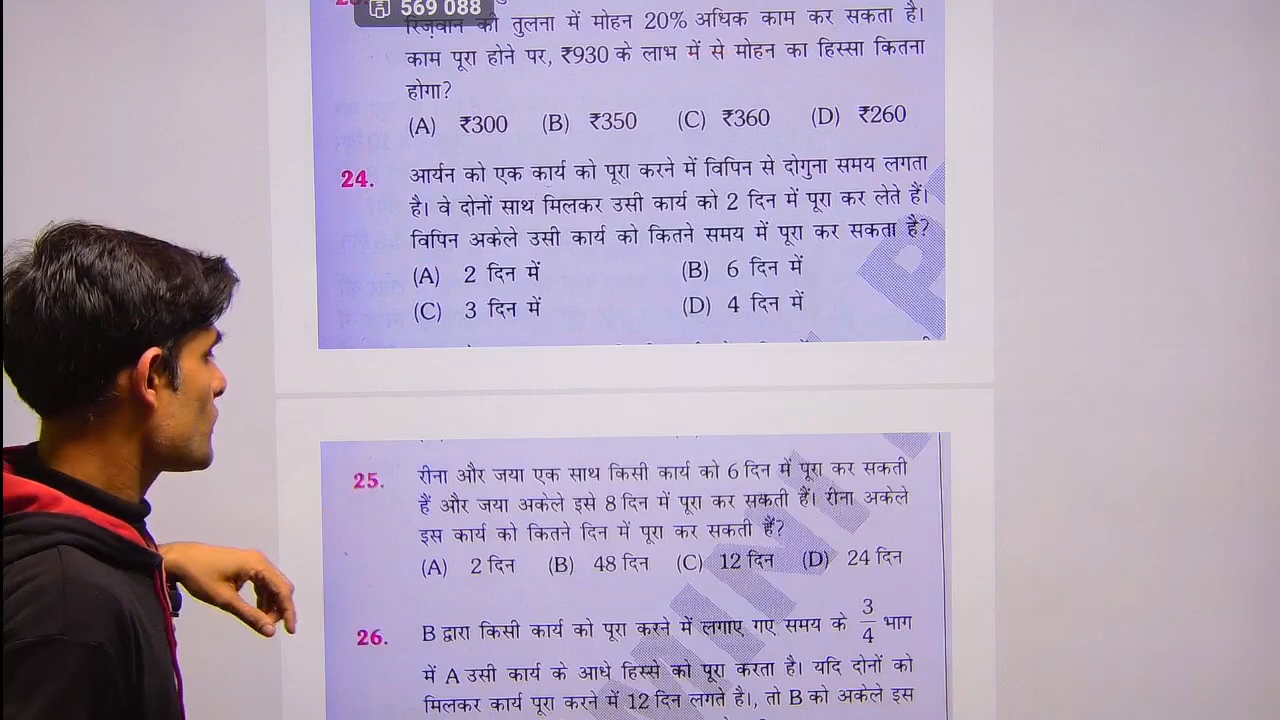 569 088
रिज़वान की तुलना में मोहन 20% अधिक काम कर सकता है।
काम पूरा होने पर, ₹930 के लाभ में से मोहन का हिस्सा कितना
होगा?
(A) ₹300 (B) ₹350 (C) ₹360 (D) ₹260
24. आर्यन को एक कार्य को पूरा करने में विपिन से दोगुना समय लगता
है। वे दोनों साथ मिलकर उसी कार्य को 2 दिन में पूरा कर लेते हैं।
विपिन अकेले उसी कार्य को कितने समय में पूरा कर सकता है?
(A) 2 दिन में (B) 6 दिन में
(C) 3 दिन में (D) 4 दिन में
25. रीना और जया एक साथ किसी कार्य को 6 दिन में पूरा कर सकती
हैं और जया अकेले इसे 8 दिन में पूरा कर सकती हैं। रीना अकेले
इस कार्य को कितने दिन में पूरा कर सकती हैं?
(A) 2 दिन (B) 48 दिन (C) 12 दिन (D) 24 दिन
26. B द्वारा किसी कार्य को पूरा करने में लगाए गए समय के 3/4 भाग
में A उसी कार्य के आधे हिस्से को पूरा करता है। यदि दोनों को
मिलकर कार्य पूरा करने में 12 दिन लगते है।, तो B को अकेले इस